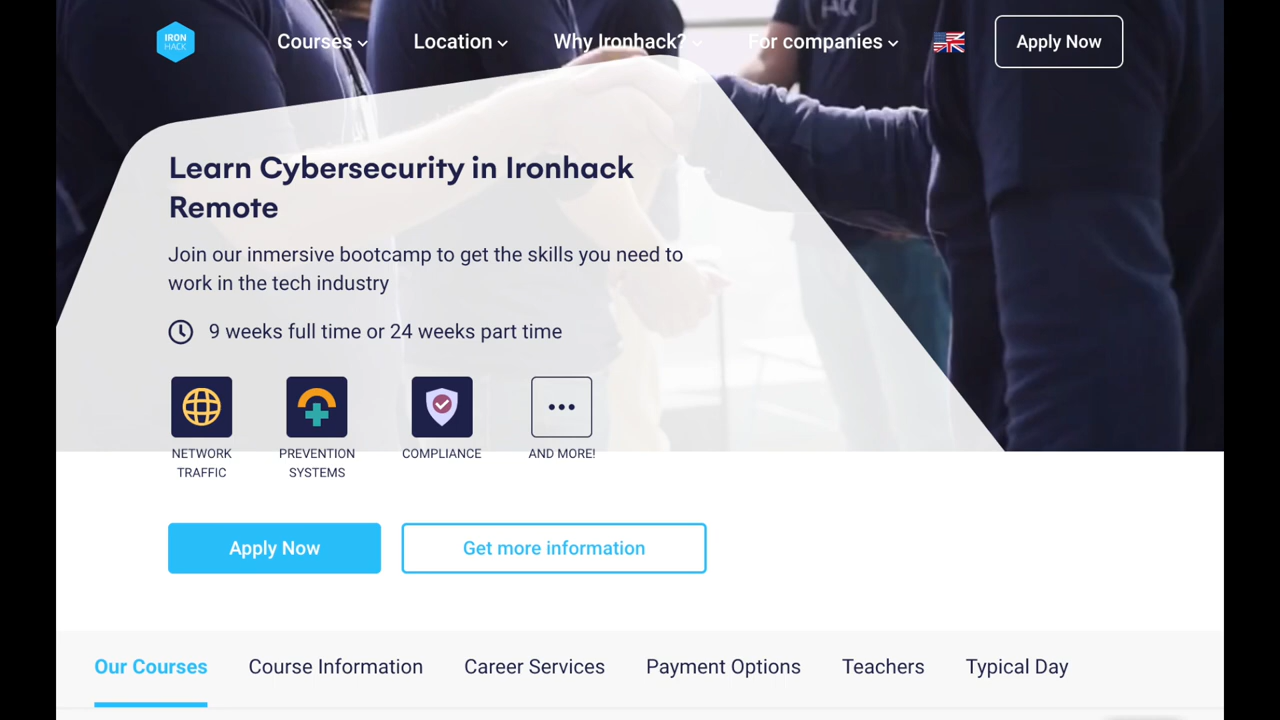 IRON
HACK
Courses
Location
Why Ironhack?
For companies
Apply Now
Learn Cybersecurity in Ironhack
Remote
Join our inmersive bootcamp to get the skills you need to
work in the tech industry
9 weeks full time or 24 weeks part time
NETWORK
TRAFFIC
PREVENTION
SYSTEMS
COMPLIANCE
AND MORE!
Apply Now
Get more information
Our Courses
Course Information
Career Services
Payment Options
Teachers
Typical Day